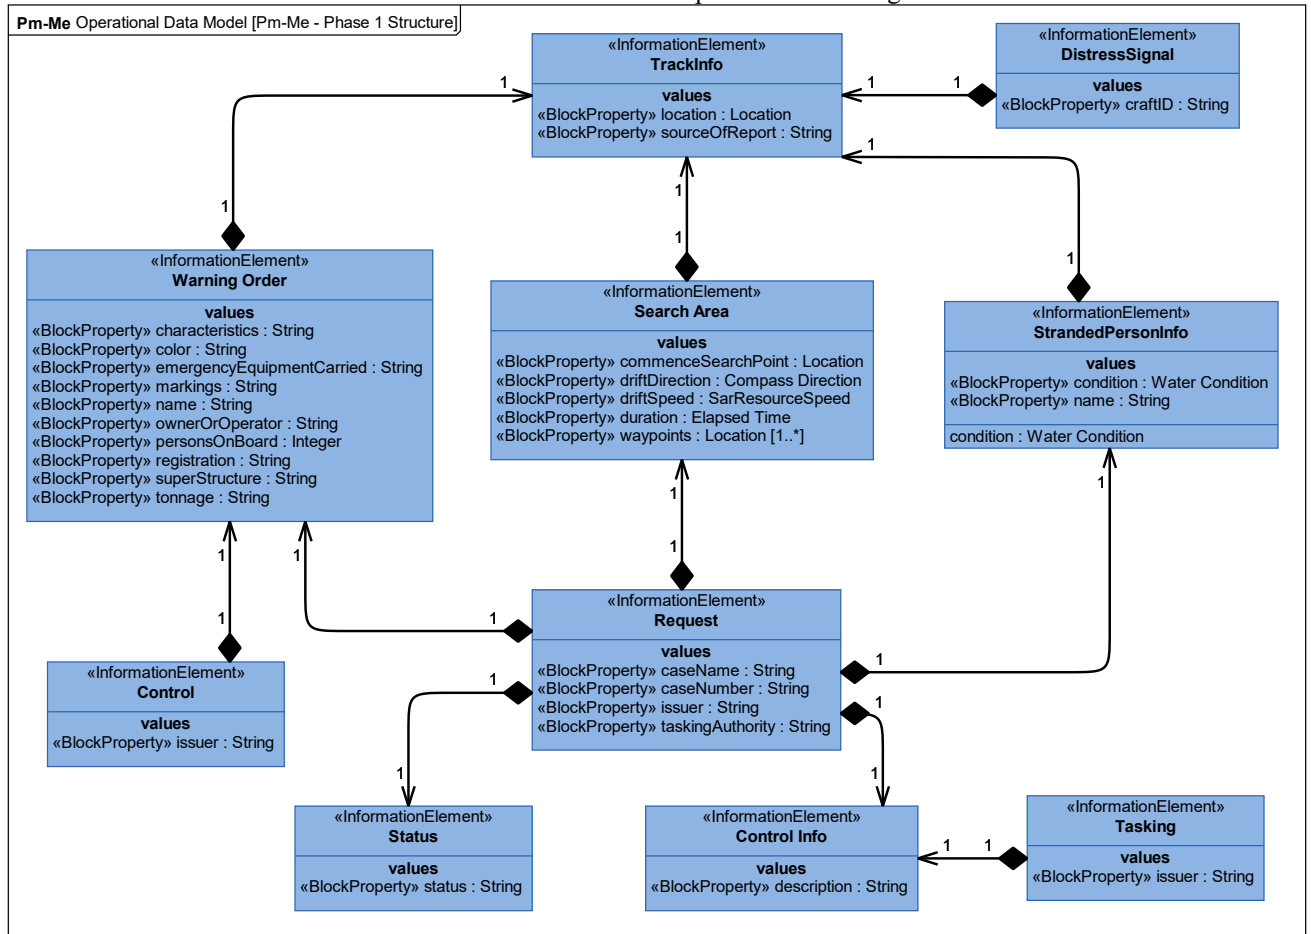 Pm-Me Operational Data Model [Pm-Me - Phase 1 Structure]
«InformationElement»
TrackInfo
values
«BlockProperty» location : Location
«BlockProperty» sourceOfReport : String
«InformationElement»
DistressSignal
values
«BlockProperty» craftID : String
1
1
1
1
1
1
1
1
«InformationElement»
Warning Order
values
«BlockProperty» characteristics : String
«BlockProperty» color : String
«BlockProperty» emergencyEquipmentCarried : String
«BlockProperty» markings : String
«BlockProperty» name : String
«BlockProperty» ownerOrOperator : String
«BlockProperty» personsOnBoard : Integer
«BlockProperty» registration : String
«BlockProperty» superStructure : String
«BlockProperty» tonnage : String
«InformationElement»
Search Area
values
«BlockProperty» commenceSearchPoint : Location
«BlockProperty» driftDirection : Compass Direction
«BlockProperty» driftSpeed : SarResourceSpeed
«BlockProperty» duration : Elapsed Time
«BlockProperty» waypoints : Location [1..*]
«InformationElement»
StrandedPersonInfo
values
«BlockProperty» condition : Water Condition
«BlockProperty» name : String
condition : Water Condition
1
1
1
1
1
1
1
1
«InformationElement»
Control
values
«BlockProperty» issuer : String
«InformationElement»
Request
values
«BlockProperty» caseName : String
«BlockProperty» caseNumber : String
«BlockProperty» issuer : String
«BlockProperty» taskingAuthority : String
1
1
1
1
«InformationElement»
Status
values
«BlockProperty» status : String
«InformationElement»
Control Info
values
«BlockProperty» description : String
1
1
«InformationElement»
Tasking
values
«BlockProperty» issuer : String